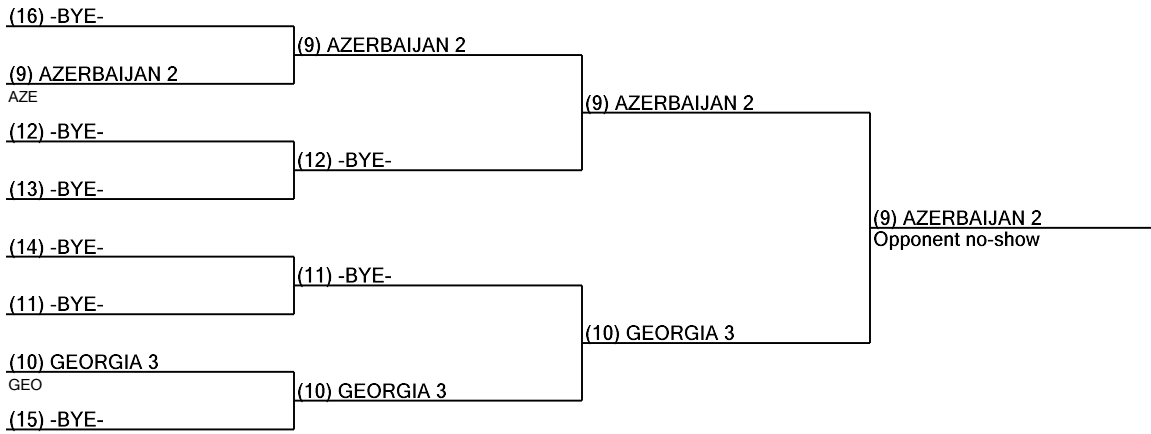 (16) -BYE-
(9) AZERBAIJAN 2
(9) AZERBAIJAN 2
AZE
(9) AZERBAIJAN 2
(12) -BYE-
(12) -BYE-
(13) -BYE-
(9) AZERBAIJAN 2
Opponent no-show
(14) -BYE-
(11) -BYE-
(11) -BYE-
(10) GEORGIA 3
(10) GEORGIA 3
GEO
(10) GEORGIA 3
(15) -BYE-